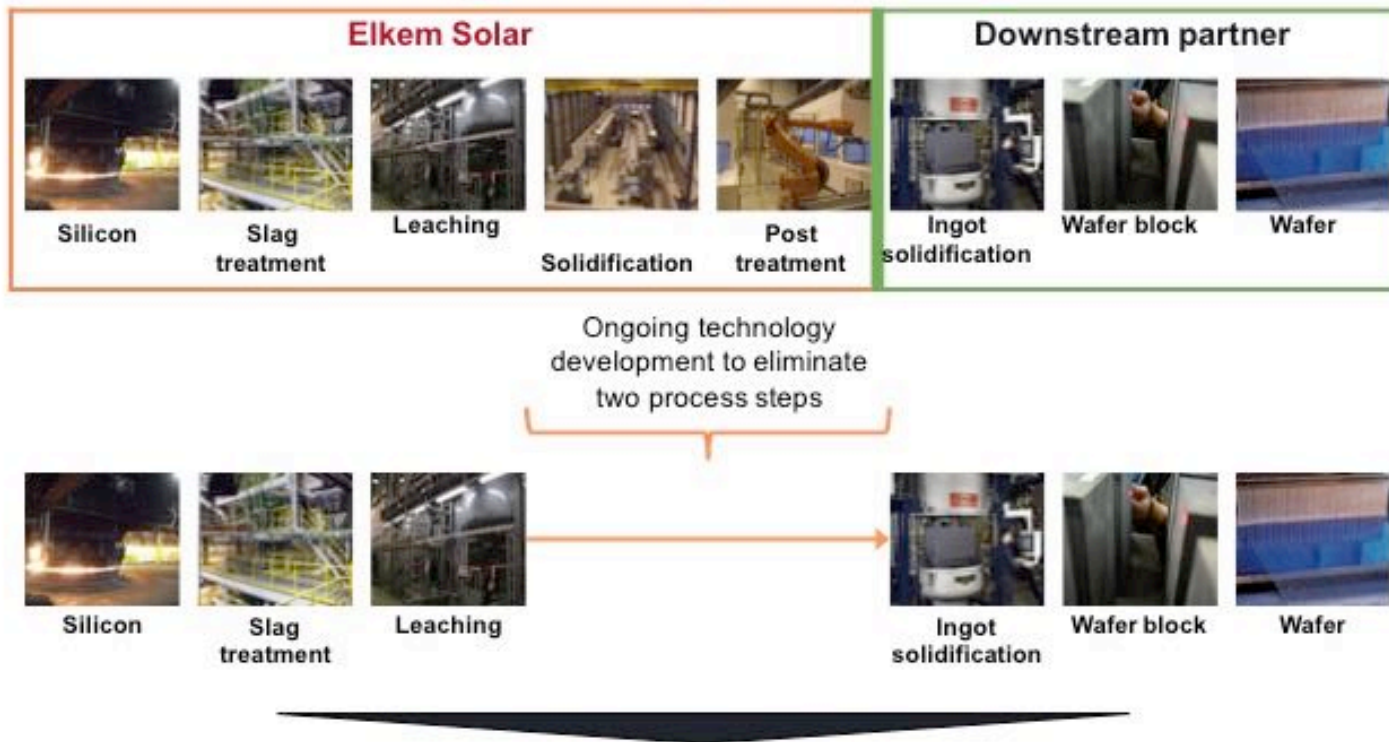 Elkem Solar
Downstream partner
Silicon
Slag
treatment
Leaching
Solidification
Post
treatment
Ingot
solidification
Wafer block
Wafer
Ongoing technology
development to eliminate
two process steps
Silicon
Slag
treatment
Leaching
Ingot
solidification
Wafer block
Wafer